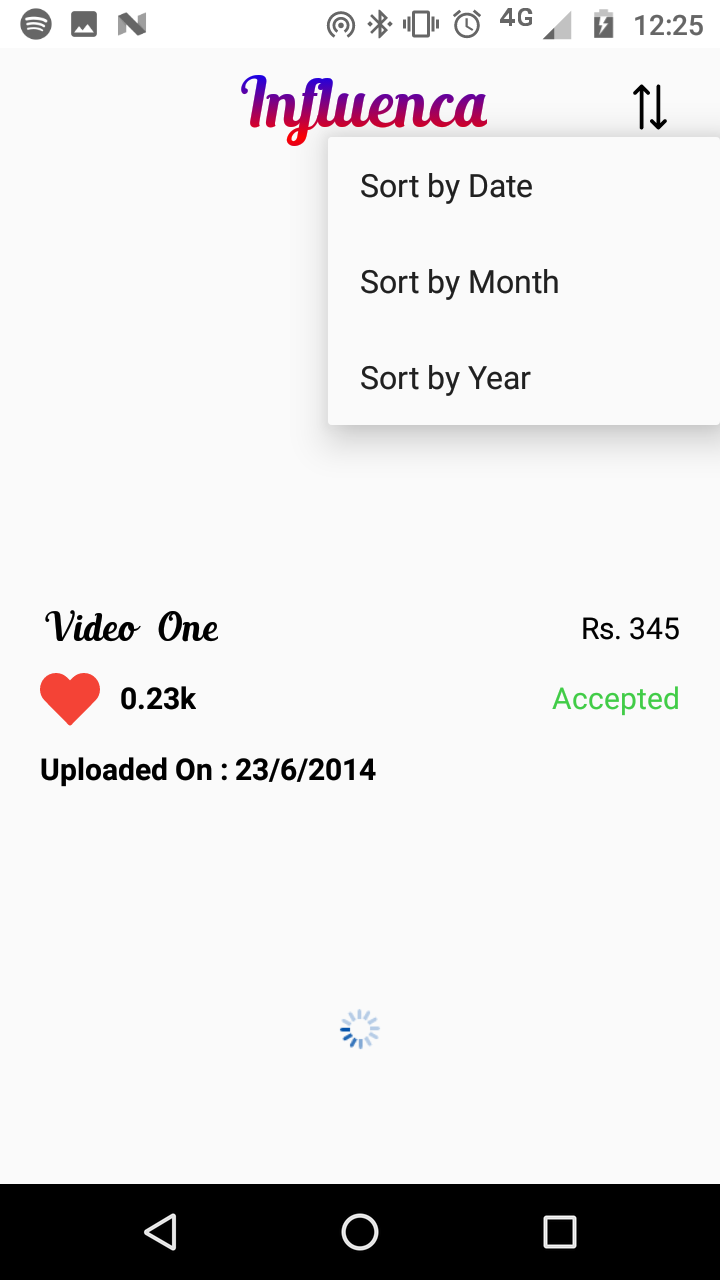 4G 12:25
Influenca
Sort by Date
Sort by Month
Sort by Year
Video One Rs. 345
0.23k Accepted
Uploaded On : 23/6/2014